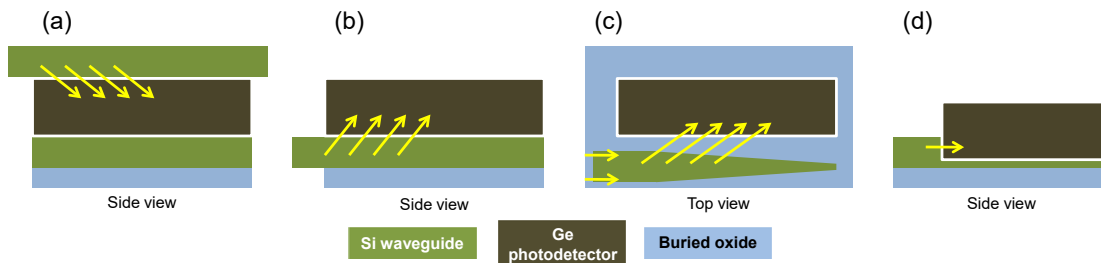 (a)
(b)
(c)
(d)
Side view
Side view
Top view
Side view
Si waveguide
Ge
photodetector
Buried oxide